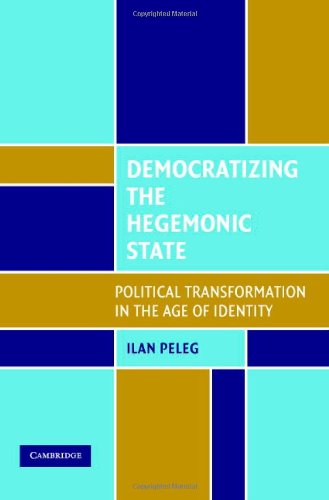 DEMOCRATIZING
THE
HEGEMONIC
STATE
POLITICAL TRANSFORMATION
IN THE AGE OF IDENTITY
ILAN PELEG
CAMBRIDGE